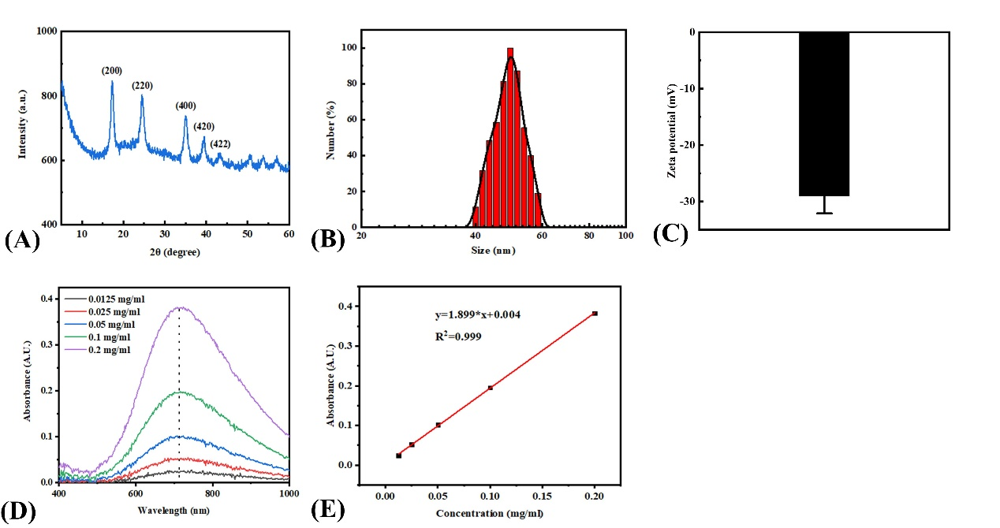 1000
800
600
400
Intensity (a.u.)
(200)
(220)
(400)
(420)
(422)
10 20 30 40 50 60
2θ (degree)
(A)
100
80
60
40
20
0
Number (%)
20 40 60 80 100
Size (nm)
(B)
0
-10
-20
-30
Zeta potential (mV)
(C)
0.4
0.3
0.2
0.1
0.0
Absorbance (A.U.)
0.0125 mg/ml
0.025 mg/ml
0.05 mg/ml
0.1 mg/ml
0.2 mg/ml
400 600 800 1000
Wavelength (nm)
(D)
0.4
0.3
0.2
0.1
0.0
Absorbance (A.U.)
y=1.899*x+0.004
R²=0.999
0.00 0.05 0.10 0.15 0.20
Concentration (mg/ml)
(E)